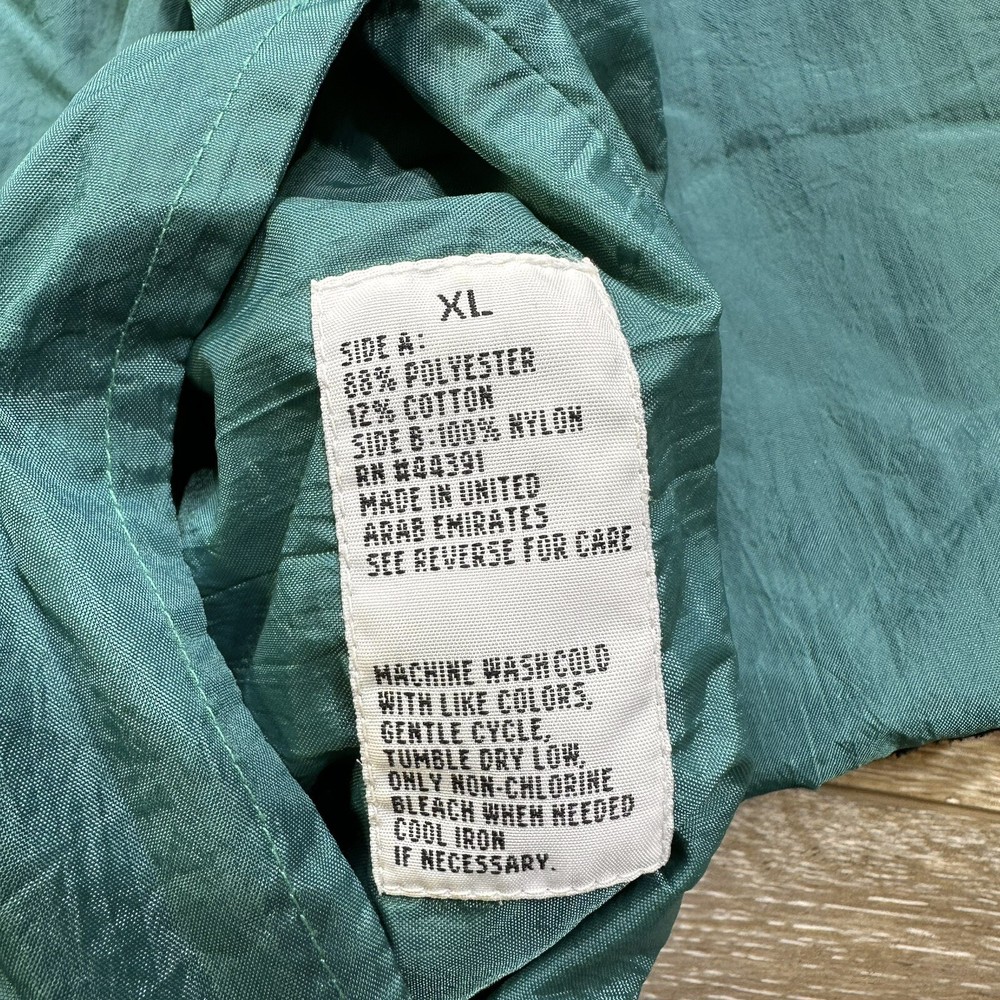 XL
SIDE A:
88% POLYESTER
12% COTTON
SIDE B:100% NYLON
RN #44391
MADE IN UNITED
ARAB EMIRATES
SEE REVERSE FOR CARE
MACHINE WASH COLD
WITH LIKE COLORS,
GENTLE CYCLE,
TUMBLE DRY LOW,
ONLY NON-CHLORINE
BLEACH WHEN NEEDED
COOL IRON
IF NECESSARY.